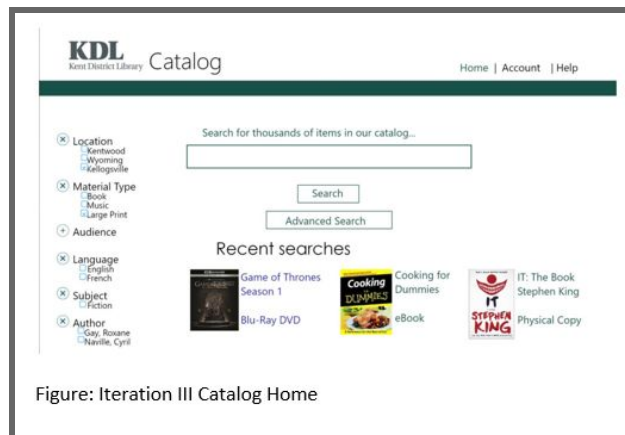 KDL
Kent District Library
Catalog
Home | Account | Help
Search for thousands of items in our catalog...
Location
Kentwood
Wyoming
Kellogsville
Material Type
Book
Music
Large Print
Audience
Language
English
French
Subject
Fiction
Author
Gay, Roxane
Naville, Cyril
Search
Advanced Search
Recent searches
Game of Thrones
Season 1
Blu-Ray DVD
Cooking
DUMMIES
Cooking for
Dummies
eBook
IT
STEPHEN
KING
IT: The Book
Stephen King
Physical Copy
Figure: Iteration III Catalog Home